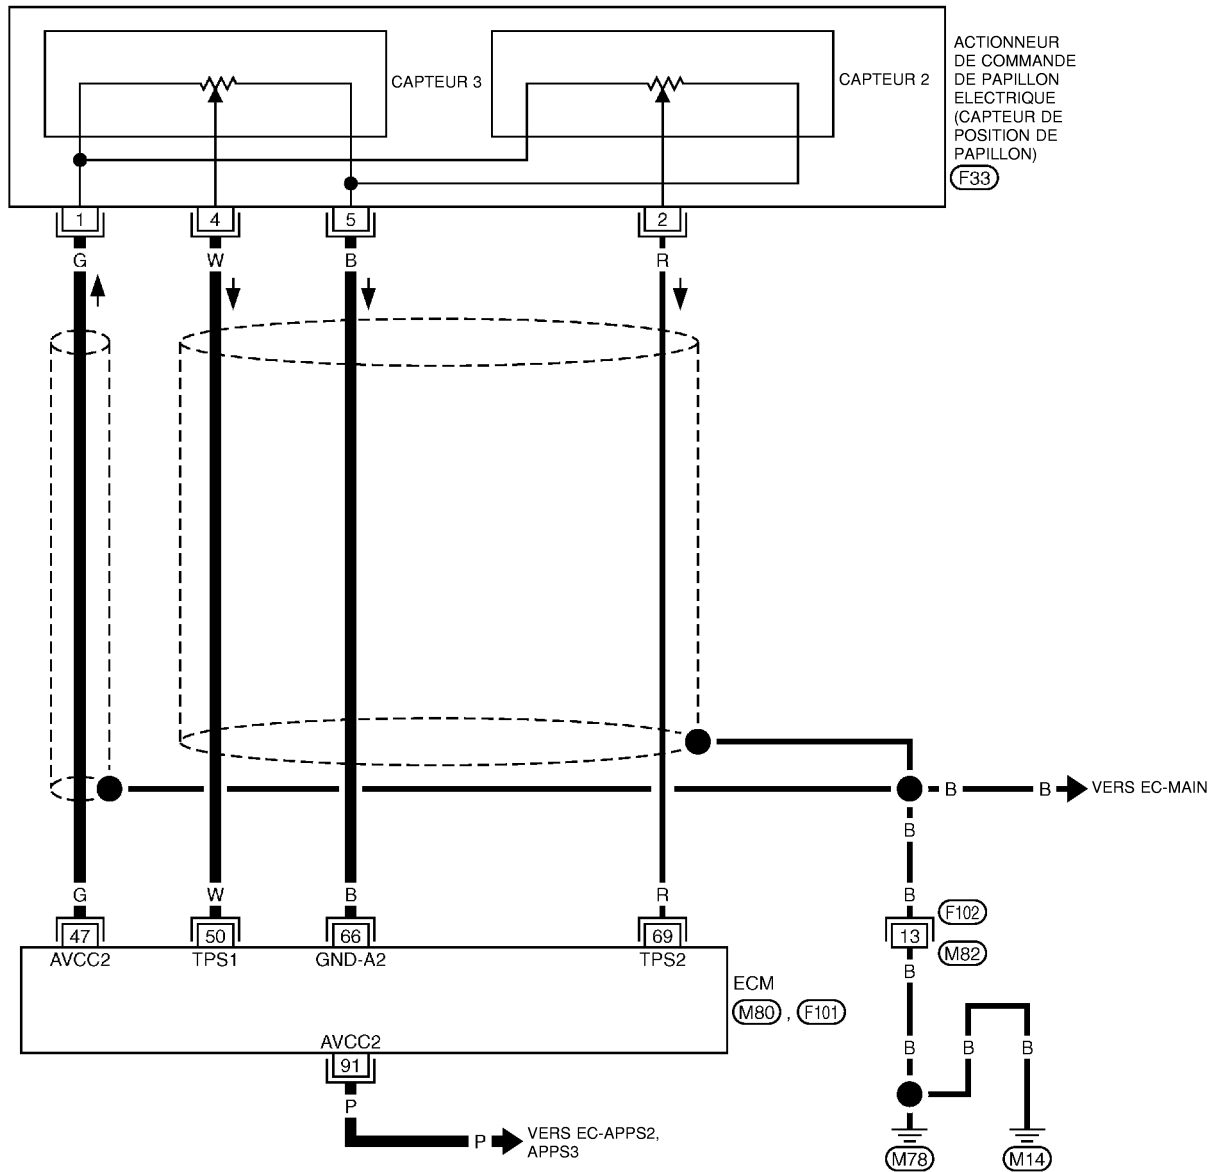 CAPTEUR 3
CAPTEUR 2
ACTIONNEUR
DE COMMANDE
DE PAPILLON
ELECTRIQUE
(CAPTEUR DE
POSITION DE
PAPILLON)
F33
1 4 5 2
G W B R
B B VERS EC-MAIN
B
G W B R B
F102
47 50 66 69 13
AVCC2 TPS1 GND-A2 TPS2
M82
B
ECM
M80 , F101
AVCC2
B B B
91
P
P VERS EC-APPS2,
APPS3
M78 M14